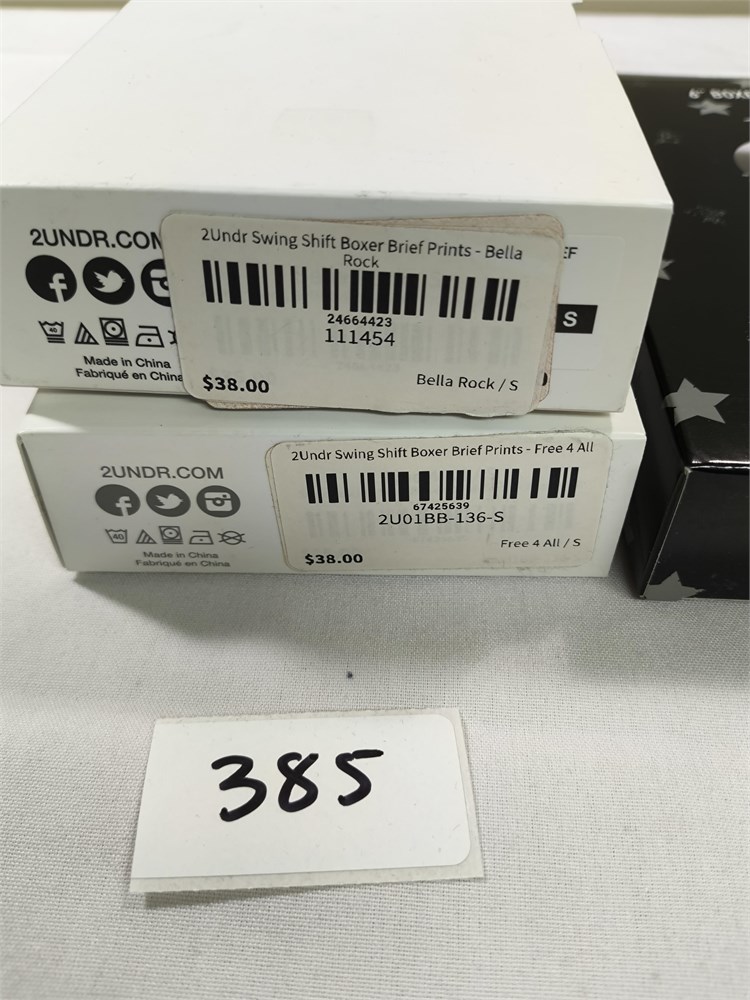 2UNDR.COM
2Undr Swing Shift Boxer Brief Prints - Bella
Rock
24664423
111454
$38.00
Bella Rock / S
EF
S
Made in China
Fabriqué en China
2UNDR.COM
40
Made in China
Fabriqué en China
2Undr Swing Shift Boxer Brief Prints - Free 4 All
67425639
2U01BB-136-S
Free 4 All / S
$38.00
385